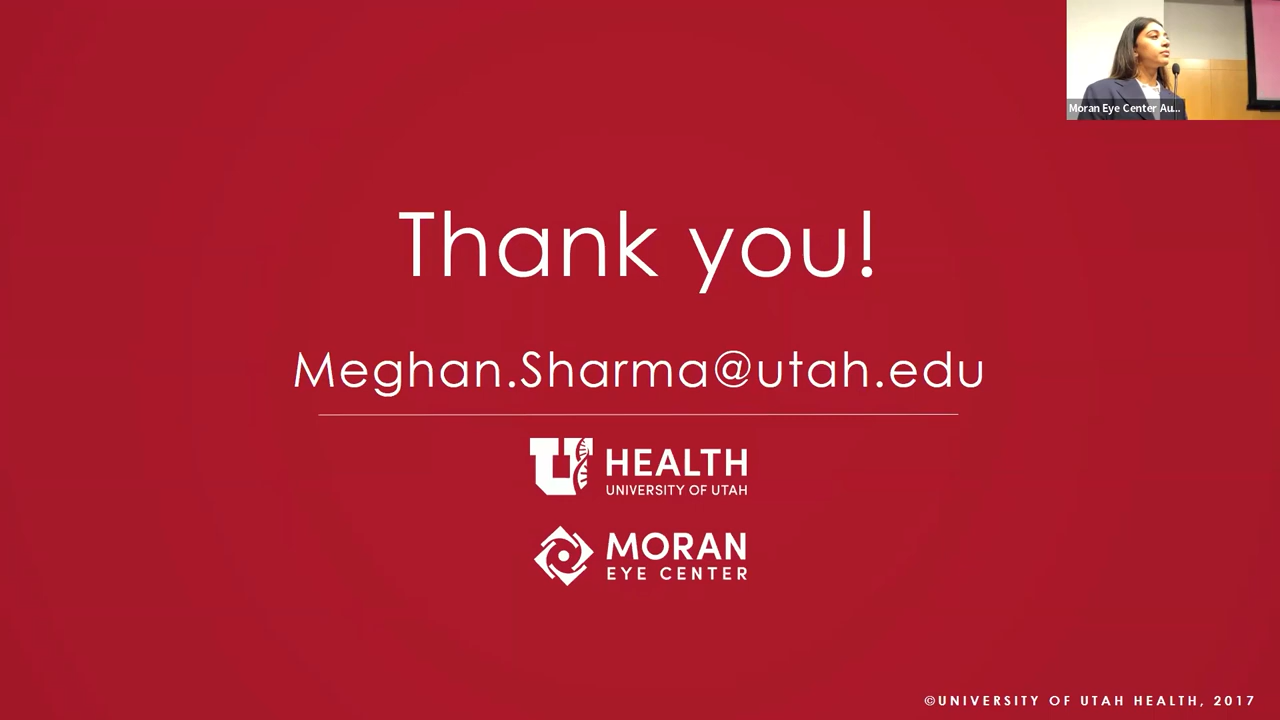 Moran Eye Center Au...
Thank you!
Meghan.Sharma@utah.edu
U HEALTH
UNIVERSITY OF UTAH
MORAN
EYE CENTER
©UNIVERSITY OF UTAH HEALTH, 2017